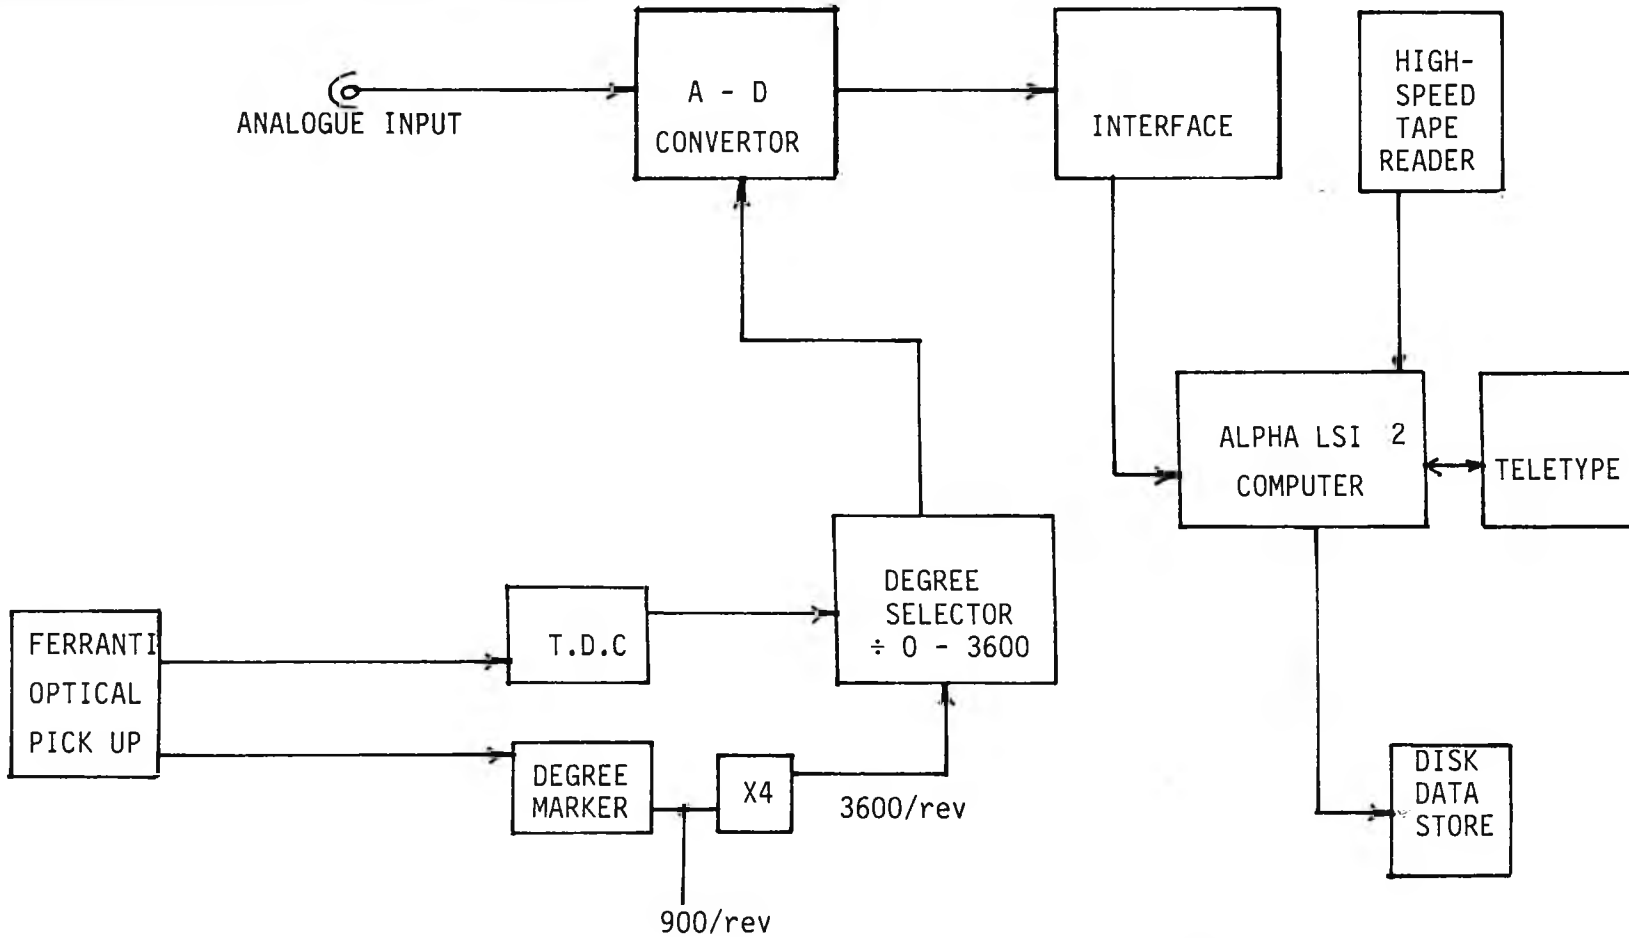 ANALOGUE INPUT
A - D
CONVERTOR
INTERFACE
HIGH-
SPEED
TAPE
READER
ALPHA LSI 2
COMPUTER
TELETYPE
DEGREE
SELECTOR
÷ 0 - 3600
T.D.C
FERRANTI
OPTICAL
PICK UP
DEGREE
MARKER
X4
3600/rev
900/rev
DISK
DATA
STORE